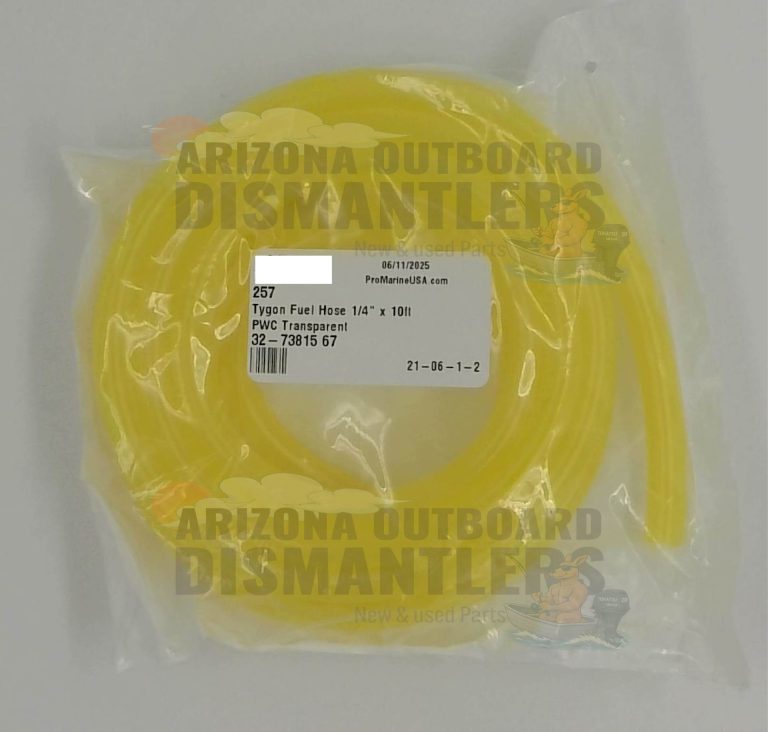 ARIZONA OUTBOARD
DISMANTLERS
New & used Parts
06/11/2025
ProMarineUSA com
257
Tygon Fuel Hose 1/4" x 10ft
PWC Transparent
32-73815 67
21-06-1-2
ARIZONA OUTBOARD
DISMANTLERS
New & used Parts